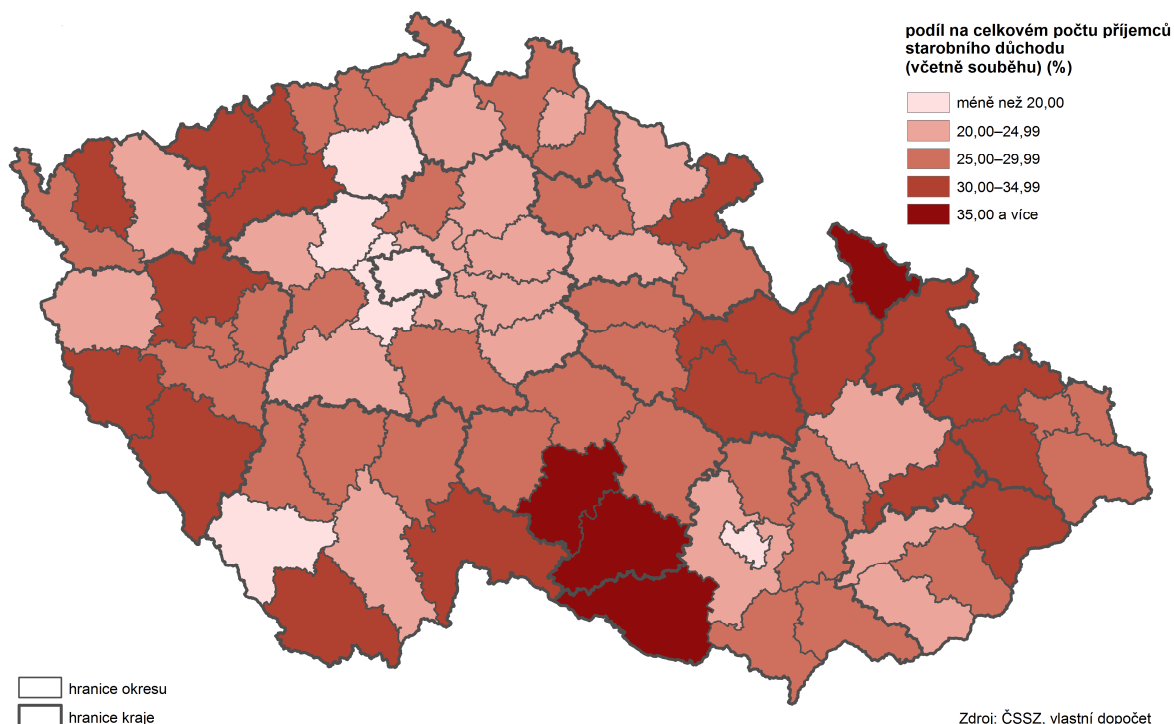 podíl na celkovém počtu příjemců
starobního důchodu
(včetně souběhu) (%)
méně než 20,00
20,00–24,99
25,00–29,99
30,00–34,99
35,00 a více
hranice okresu
hranice kraje
Zdroj: ČSSZ, vlastní dopočet